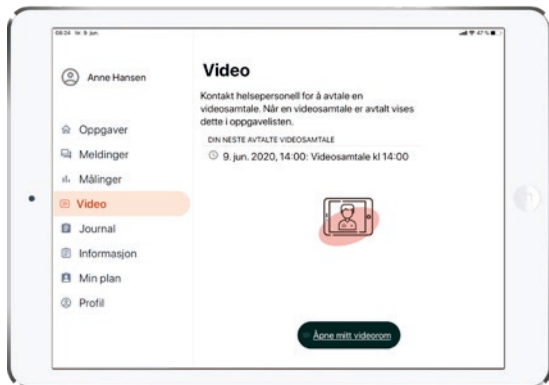 Anne Hansen
Oppgaver
Meldinger
Målinger
Video
Journal
Informasjon
Min plan
Profil
Video
Kontakt helsepersonell for å avtale en
videosamtale. Når en videosamtale er avtalt vises
dette i oppgavelisten.
DIN NESTE AVTALTE VIDEOSAMTALE
9. jun. 2020, 14:00: Videosamtale kl 14:00
Åpne mitt videorom